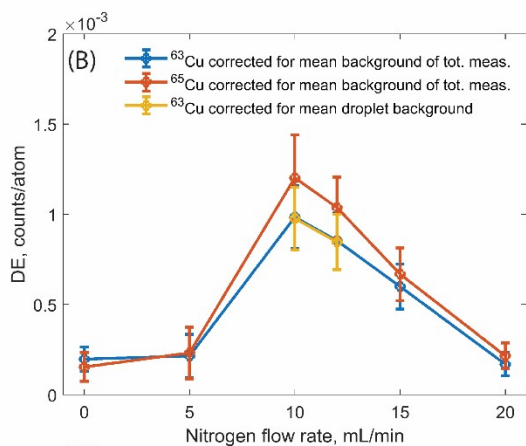 ×10⁻³
2
(B)
⁶³Cu corrected for mean background of tot. meas.
⁶⁵Cu corrected for mean background of tot. meas.
⁶³Cu corrected for mean droplet background
1.5
1
0.5
0
DE, counts/atom
0 5 10 15 20
Nitrogen flow rate, mL/min